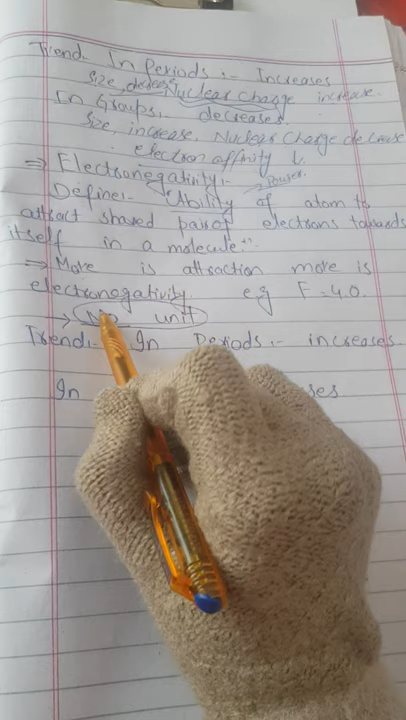 Trend In Periods :- Increases
Size, decreases Nuclear Charge increase.
In Groups, decreases.
Size, increase, Nuclear Charge decrease
electron affinity ↓.
⇒ Electronegativity:-
→ Power.
Define:- Ability of atom to
attract shared pair of electrons towards
itself in a molecule.
⇒ More is attraction more is
electronegativity. e.g F = 4.0.
→ No unit
Trend:- In Periods :- increases.
In